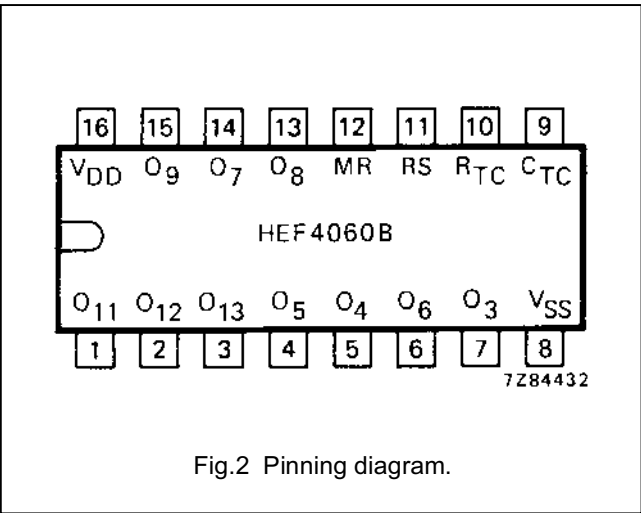 16 15 14 13 12 11 10 9
VDD O9 O7 O8 MR RS RTC CTC
HEF4060B
O11 O12 O13 O5 O4 O6 O3 VSS
1 2 3 4 5 6 7 8
7Z84432
Fig.2 Pinning diagram.